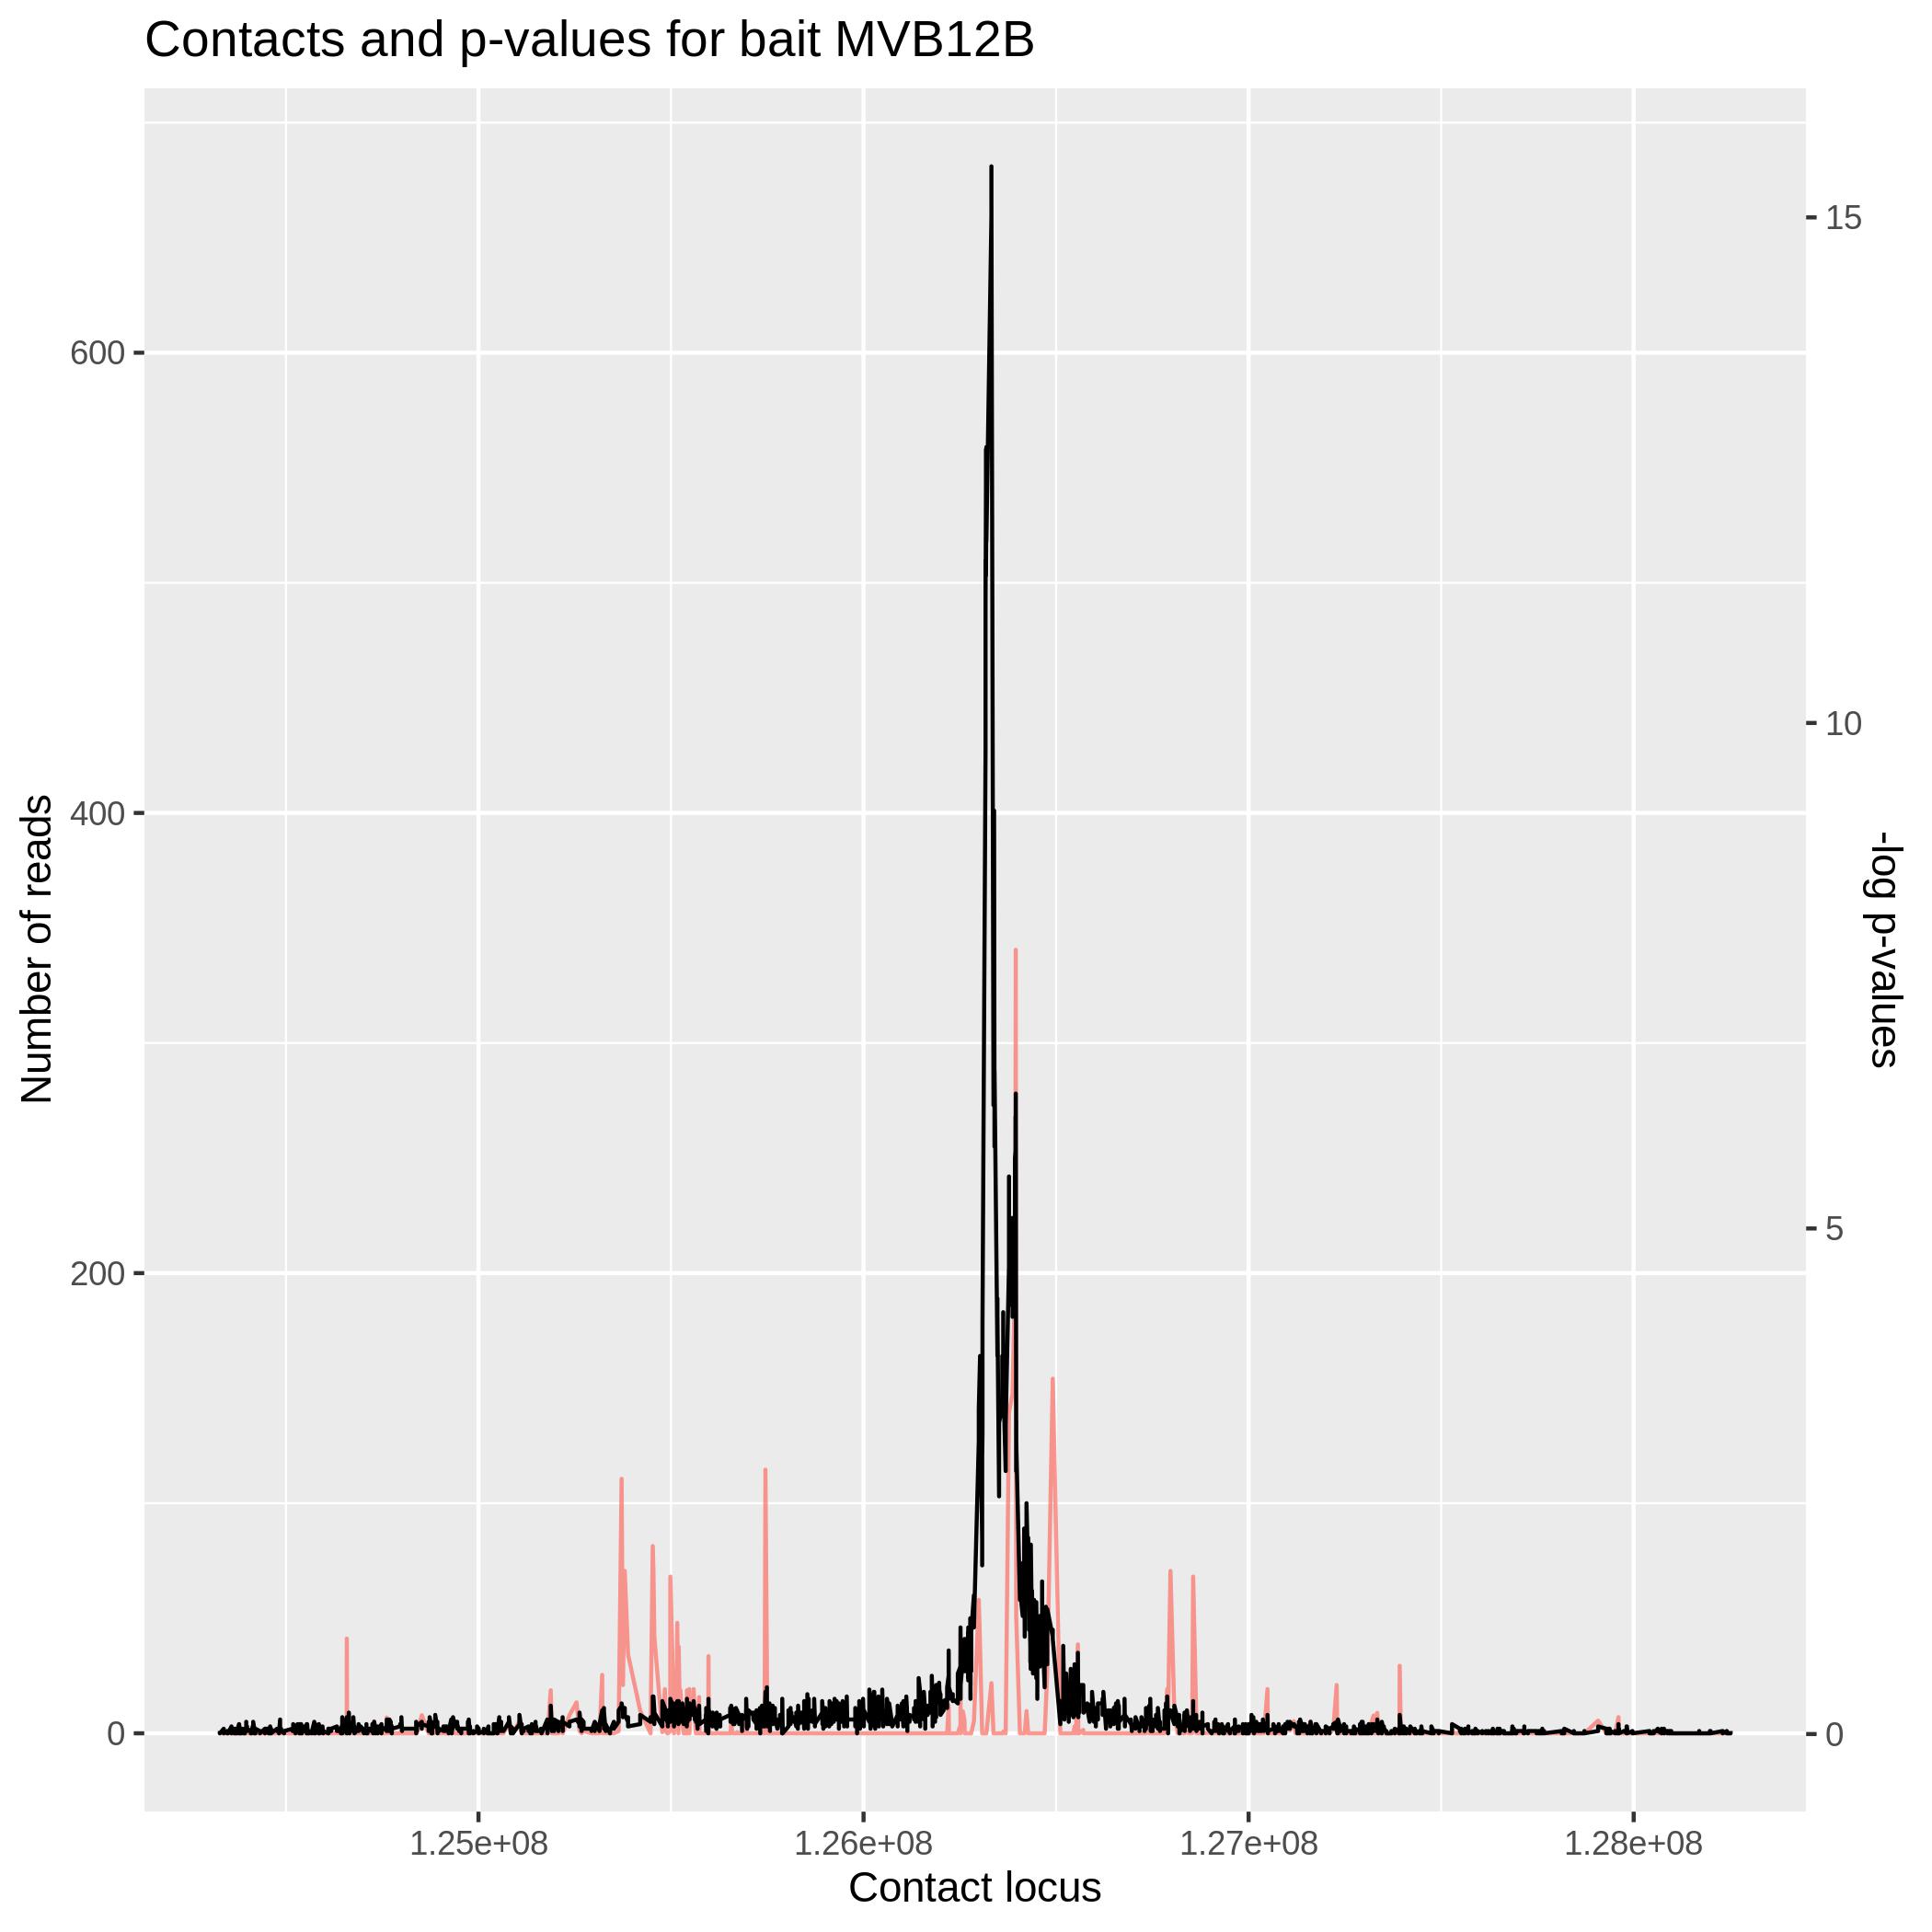 Contacts and p-values for bait MVB12B
Number of reads
600
400
200
0
15
10
5
0
-log p-values
1.25e+08 1.26e+08 1.27e+08 1.28e+08
Contact locus